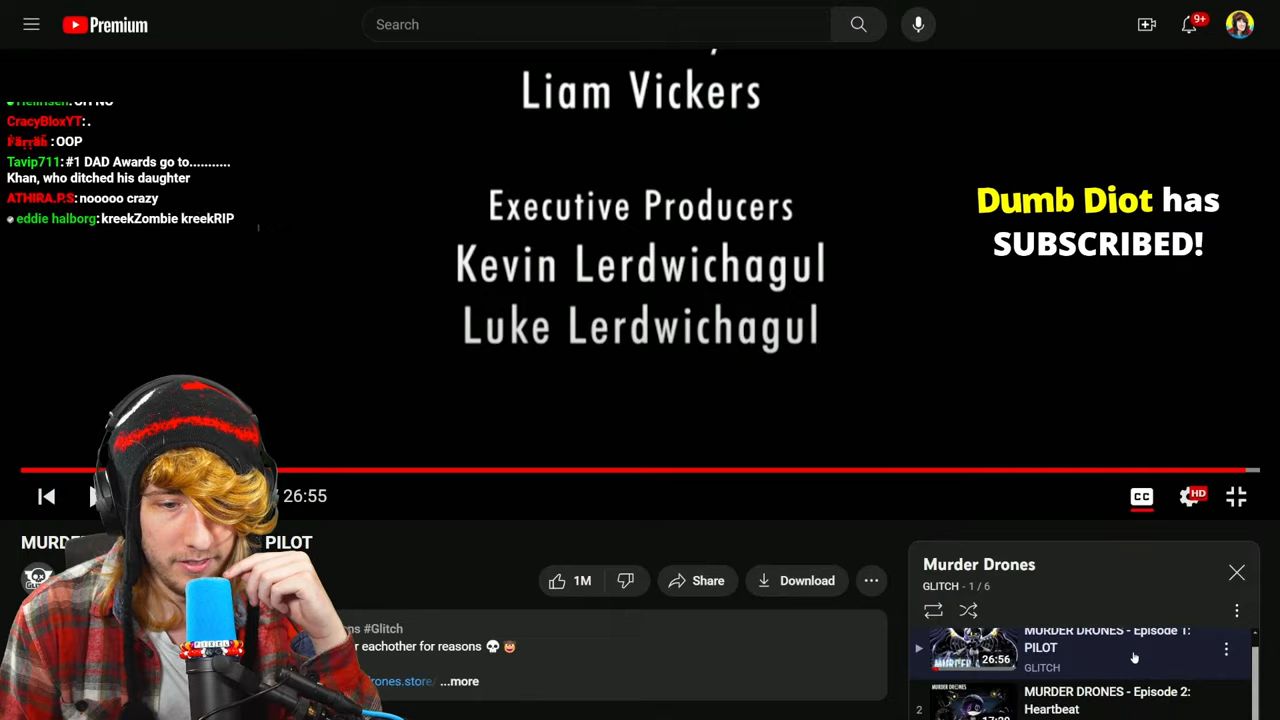 Premium
Search
9+
Liam Vickers
CracyBloxYT: .
: OOP
Tavip711: #1 DAD Awards go to...........
Khan, who ditched his daughter
ATHIRA.P.S: nooooo crazy
eddie halborg: kreekZombie kreekRIP
Executive Producers
Kevin Lerdwichagul
Luke Lerdwichagul
Dumb Diot has
SUBSCRIBED!
26:55
CC
HD
PILOT
1M
Share
Download
#Glitch
eachother for reasons
...more
Murder Drones
GLITCH - 1 / 6
MURDER DRONES - Episode 1:
PILOT
GLITCH
26:56
2
MURDER DRONES - Episode 2:
Heartbeat